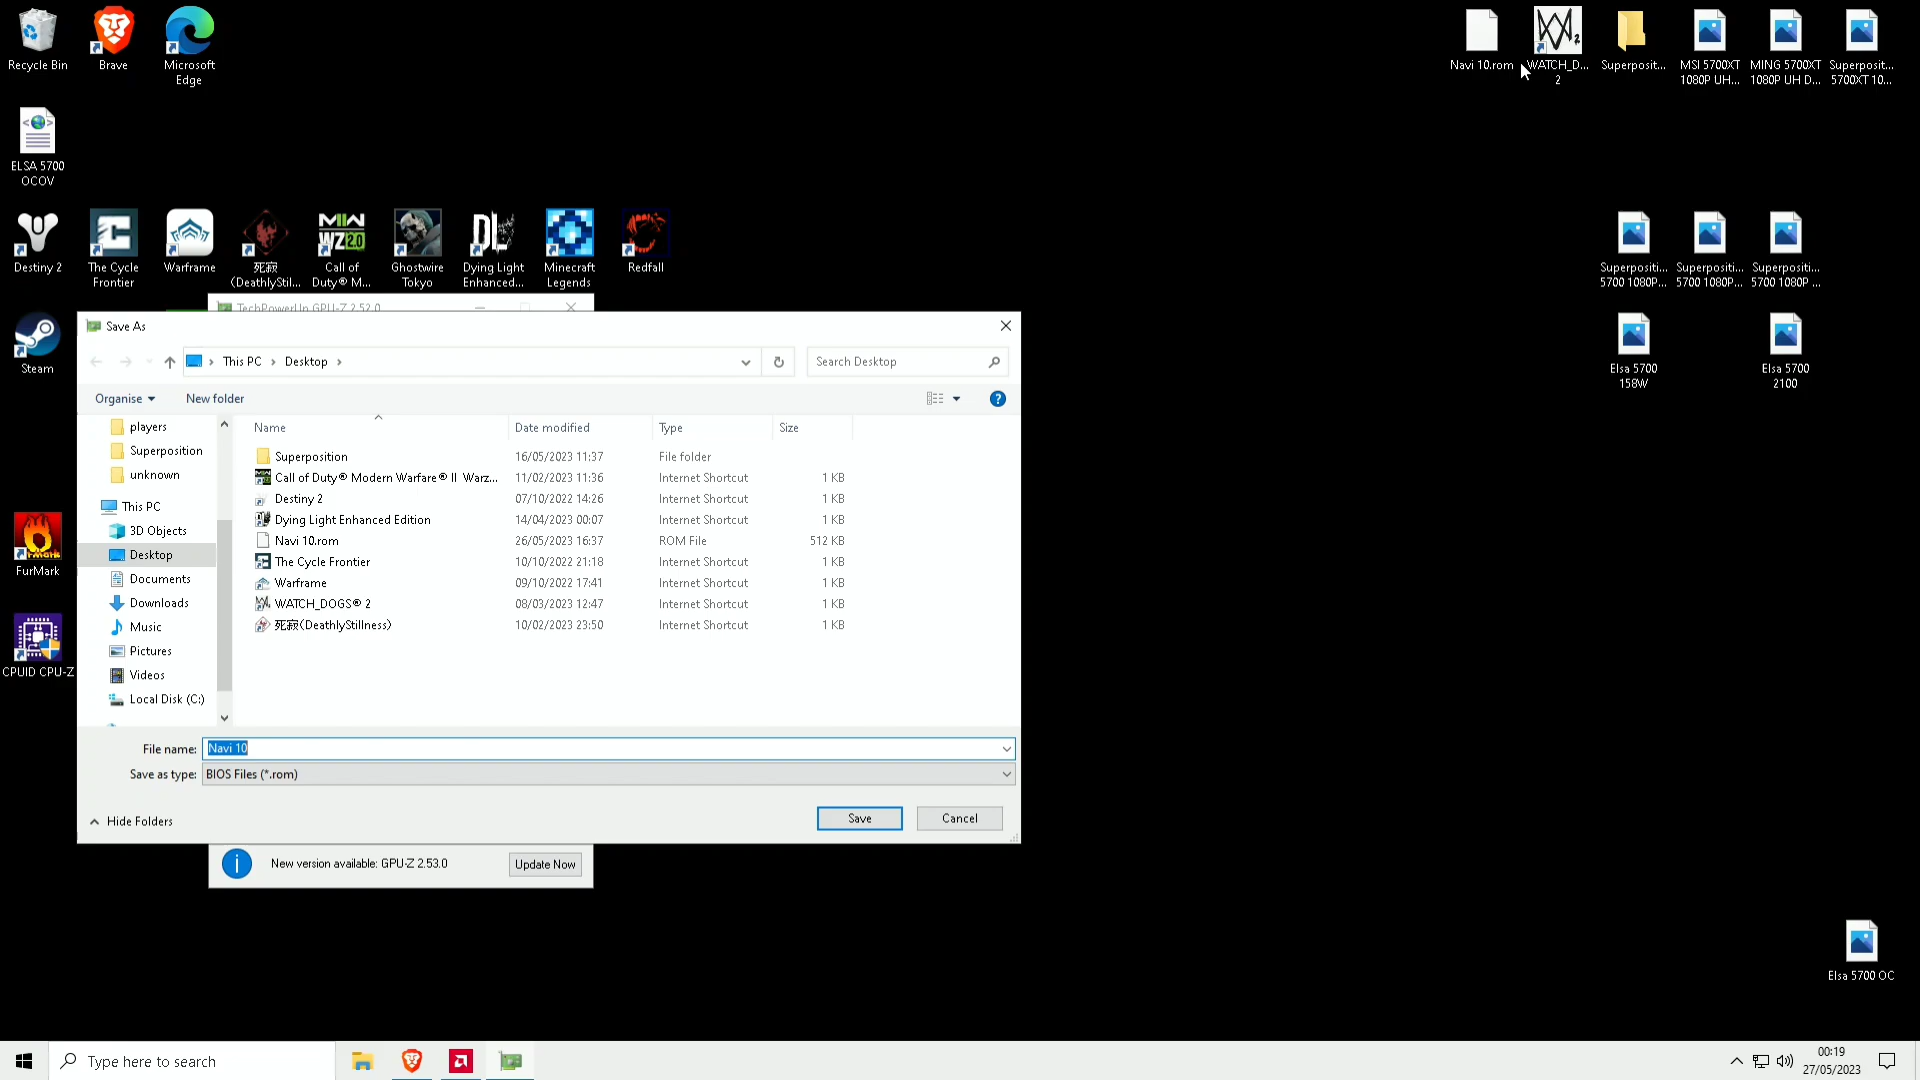 Recycle Bin
Brave
Microsoft
Edge
Navi 10.rom
WATCH_D...
2
Superposit...
MSI 5700XT
1080P UH...
MING 5700XT
1080P UH D...
Superposit...
5700XT 10...
ELSA 5700
OCOV
Destiny 2
The Cycle
Frontier
Warframe
死寂
(DeathlyStil...
MW
WZ 2.0
Call of
Duty® M...
Ghostwire
Tokyo
DL
Dying Light
Enhanced...
Minecraft
Legends
Redfall
Superpositi...
5700 1080P...
Superpositi...
5700 1080P...
Superpositi...
5700 1080P ...
TechPowerUp GPU-Z 2.52.0
Save As
Steam
This PC
Desktop
Search Desktop
Elsa 5700
158W
Elsa 5700
2100
Organise
New folder
Name
Date modified
Type
Size
players
Superposition
unknown
This PC
3D Objects
Desktop
Documents
Downloads
Music
Pictures
Videos
Local Disk (C:)
Superposition 16/05/2023 11:37 File folder
Call of Duty® Modern Warfare® II Warz... 11/02/2023 11:36 Internet Shortcut 1 KB
Destiny 2 07/10/2022 14:26 Internet Shortcut 1 KB
Dying Light Enhanced Edition 14/04/2023 00:07 Internet Shortcut 1 KB
Navi 10.rom 26/05/2023 16:37 ROM File 512 KB
The Cycle Frontier 10/10/2022 21:18 Internet Shortcut 1 KB
Warframe 09/10/2022 17:41 Internet Shortcut 1 KB
WATCH_DOGS® 2 08/03/2023 12:47 Internet Shortcut 1 KB
死寂(DeathlyStillness) 10/02/2023 23:50 Internet Shortcut 1 KB
FurMark
CPUID CPU-Z
File name: Navi 10
Save as type: BIOS Files (*.rom)
Hide Folders
Save
Cancel
New version available: GPU-Z 2.53.0
Update Now
Elsa 5700 OC
Type here to search
00:19
27/05/2023